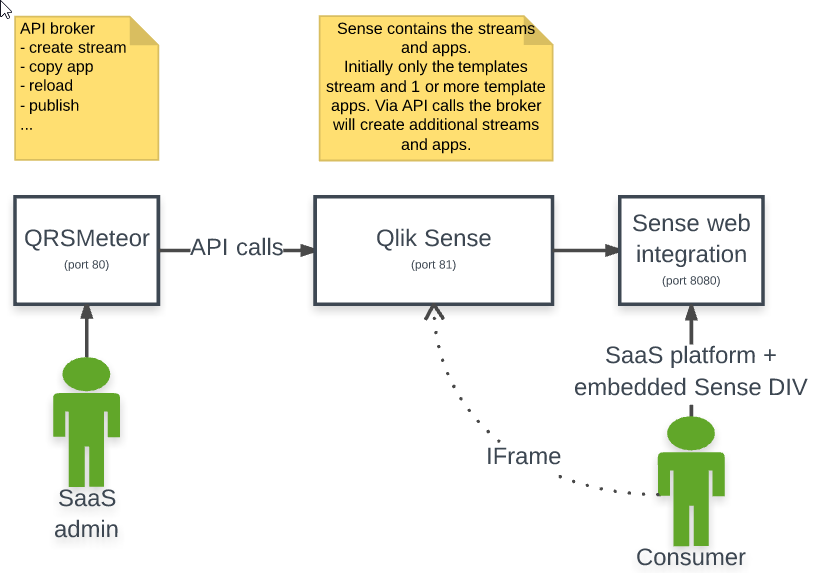 API broker
- create stream
- copy app
- reload
- publish
...
Sense contains the streams
and apps.
Initially only the templates
stream and 1 or more template
apps. Via API calls the broker
will create additional streams
and apps.
QRSMeteor
(port 80)
API calls
Qlik Sense
(port 81)
Sense web
integration
(port 8080)
SaaS platform +
embedded Sense DIV
IFrame
SaaS
admin
Consumer